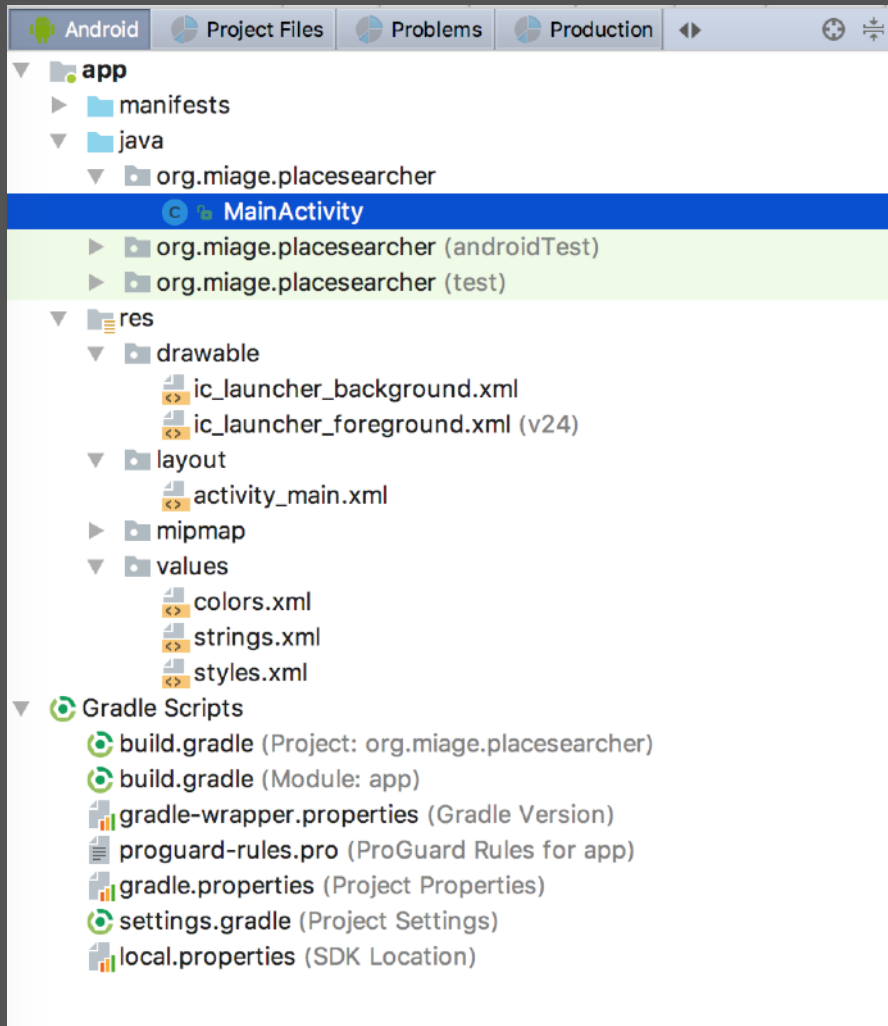 Android Project Files Problems Production
app
manifests
java
org.miage.placesearcher
C MainActivity
org.miage.placesearcher (androidTest)
org.miage.placesearcher (test)
res
drawable
ic_launcher_background.xml
ic_launcher_foreground.xml (v24)
layout
activity_main.xml
mipmap
values
colors.xml
strings.xml
styles.xml
Gradle Scripts
build.gradle (Project: org.miage.placesearcher)
build.gradle (Module: app)
gradle-wrapper.properties (Gradle Version)
proguard-rules.pro (ProGuard Rules for app)
gradle.properties (Project Properties)
settings.gradle (Project Settings)
local.properties (SDK Location)